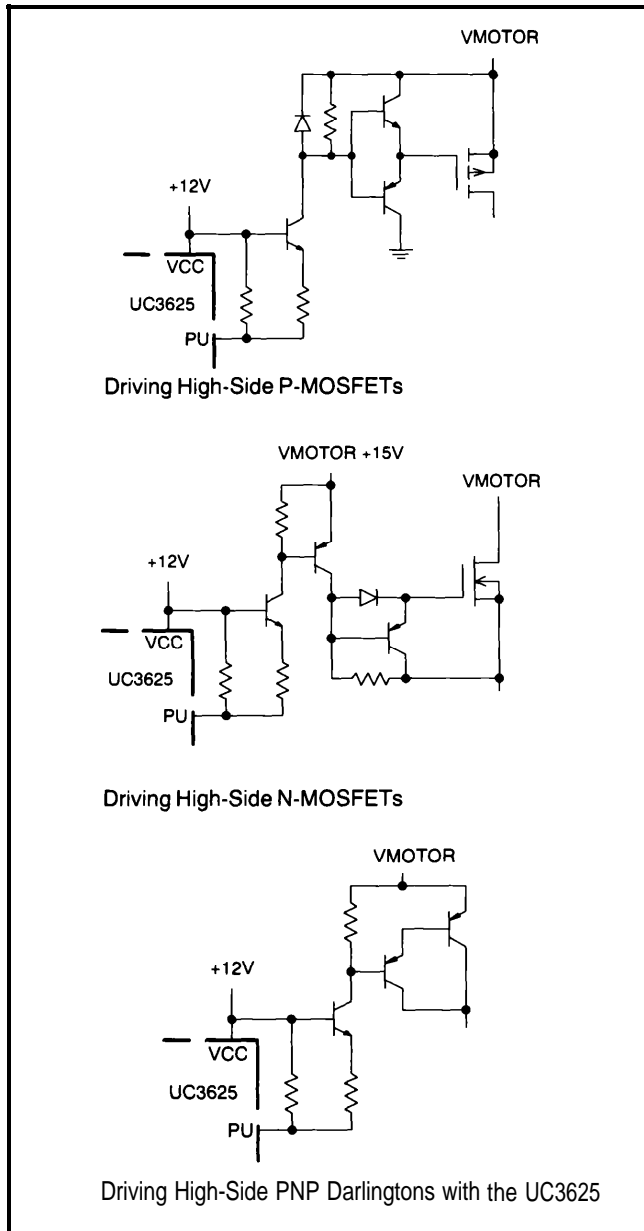 VMOTOR
+12V
VCC
UC3625
PU
Driving High-Side P-MOSFETs
VMOTOR +15V
VMOTOR
+12V
VCC
UC3625
PU
Driving High-Side N-MOSFETs
VMOTOR
+12V
VCC
UC3625
PU
Driving High-Side PNP Darlingtons with the UC3625